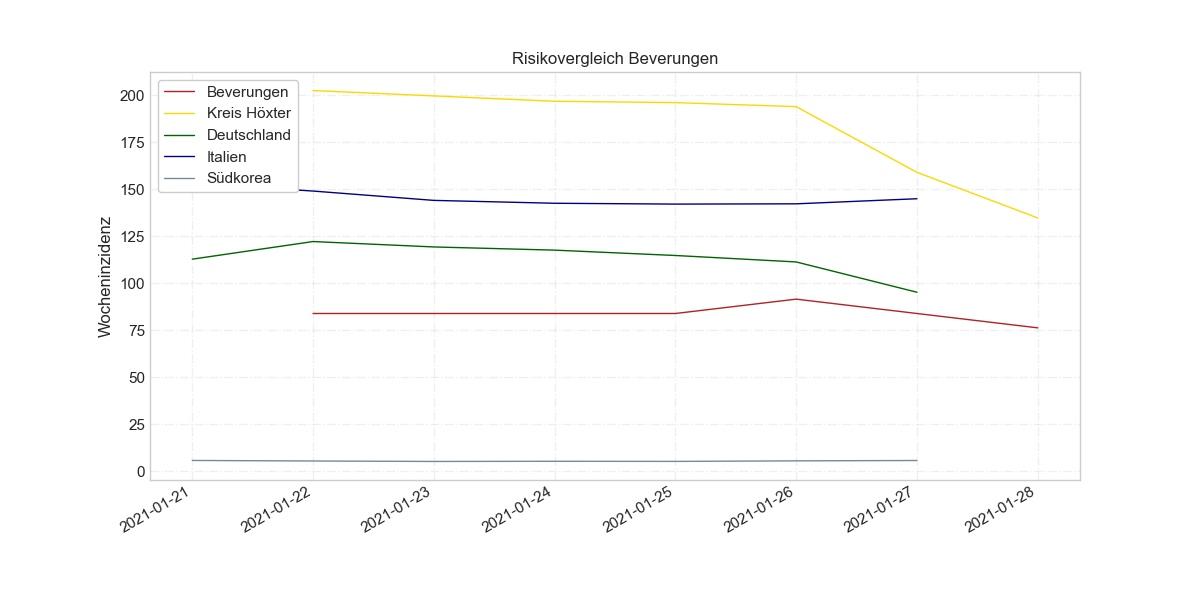 Risikovergleich Beverungen
Beverungen
Kreis Höxter
Deutschland
Italien
Südkorea
Wocheninzidenz
200
175
150
125
100
75
50
25
0
2021-01-21
2021-01-22
2021-01-23
2021-01-24
2021-01-25
2021-01-26
2021-01-27
2021-01-28